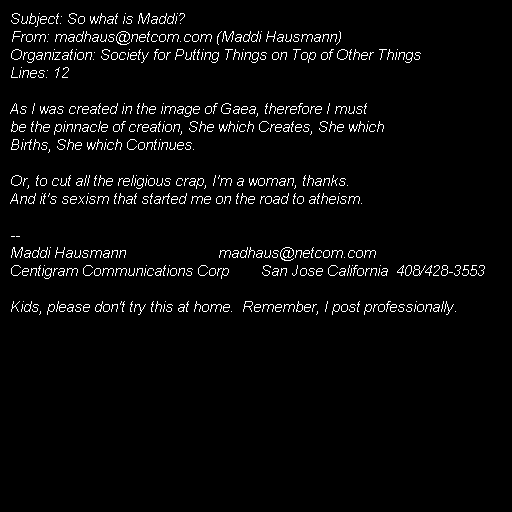 Subject: So what is Maddi?
From: madhaus@netcom.com (Maddi Hausmann)
Organization: Society for Putting Things on Top of Other Things
Lines: 12
As I was created in the image of Gaea, therefore I must
be the pinnacle of creation, She which Creates, She which
Births, She which Continues.
Or, to cut all the religious crap, I'm a woman, thanks.
And it's sexism that started me on the road to atheism.
--
Maddi Hausmann                       madhaus@netcom.com
Centigram Communications Corp        San Jose California  408/428-3553
Kids, please don't try this at home.  Remember, I post professionally.